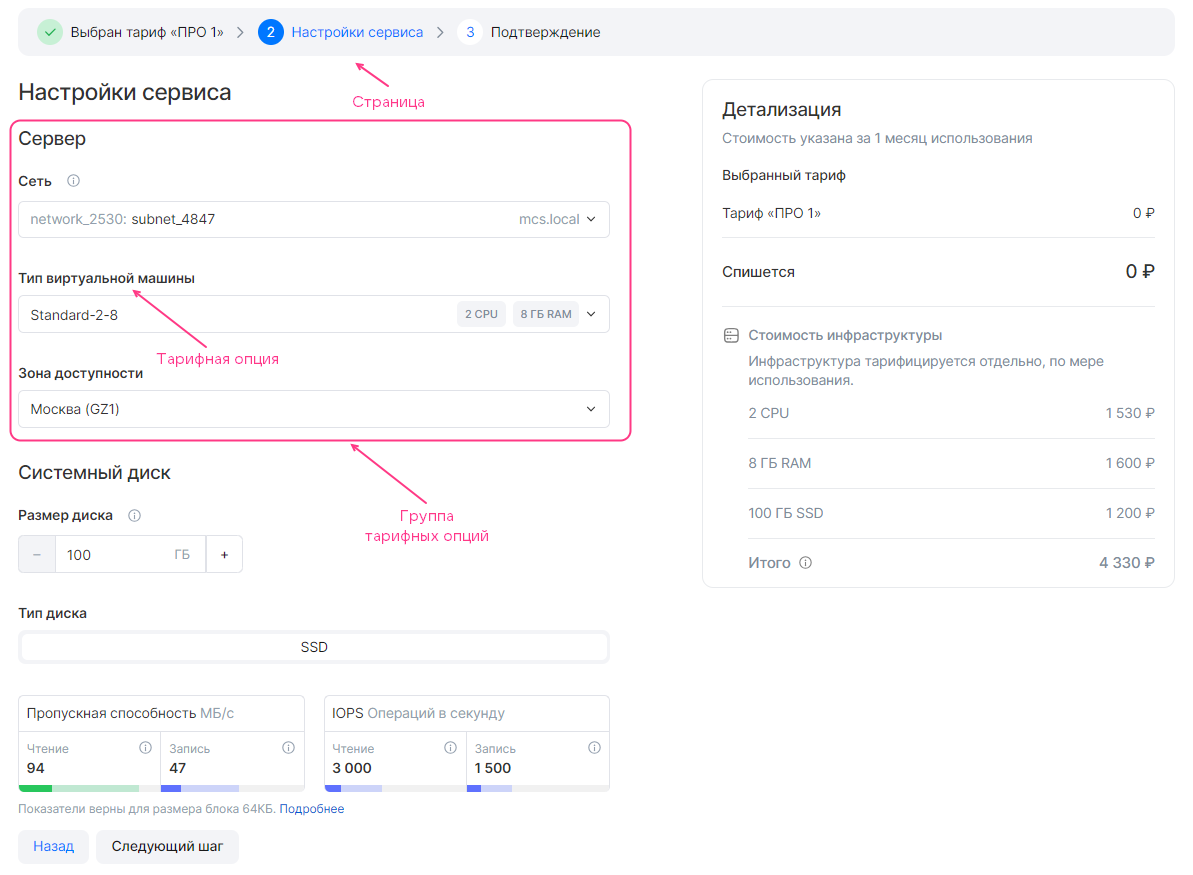 Выбран тариф «ПРО 1»
2
Настройки сервиса
3
Подтверждение
Страница
Настройки сервиса
Сервер
Сеть
network_2530: subnet_4847
mcs.local
Тип виртуальной машины
Standard-2-8
2 CPU
8 ГБ RAM
Тарифная опция
Зона доступности
Москва (GZ1)
Группа
тарифных опций
Системный диск
Размер диска
− 100 ГБ +
Тип диска
SSD
Пропускная способность МБ/с
Чтение
94
Запись
47
IOPS Операций в секунду
Чтение
3 000
Запись
1 500
Показатели верны для размера блока 64КБ. Подробнее
Назад
Следующий шаг
Детализация
Стоимость указана за 1 месяц использования
Выбранный тариф
Тариф «ПРО 1» 0 ₽
Спишется 0 ₽
Стоимость инфраструктуры
Инфраструктура тарифицируется отдельно, по мере
использования.
2 CPU 1 530 ₽
8 ГБ RAM 1 600 ₽
100 ГБ SSD 1 200 ₽
Итого 4 330 ₽